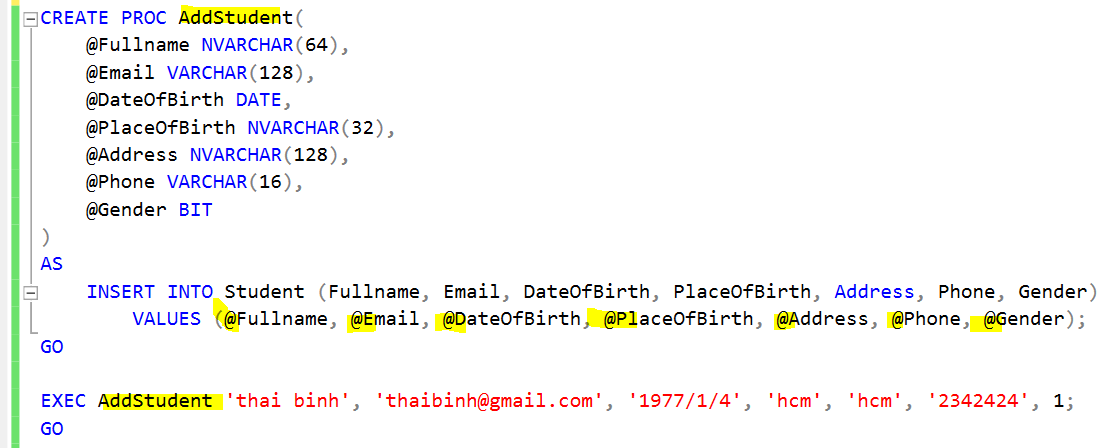 CREATE PROC AddStudent(
@Fullname NVARCHAR(64),
@Email VARCHAR(128),
@DateOfBirth DATE,
@PlaceOfBirth NVARCHAR(32),
@Address NVARCHAR(128),
@Phone VARCHAR(16),
@Gender BIT
)
AS
INSERT INTO Student (Fullname, Email, DateOfBirth, PlaceOfBirth, Address, Phone, Gender)
VALUES (@Fullname, @Email, @DateOfBirth, @PlaceOfBirth, @Address, @Phone, @Gender);
GO
EXEC AddStudent 'thai binh', 'thaibinh@gmail.com', '1977/1/4', 'hcm', 'hcm', '2342424', 1;
GO